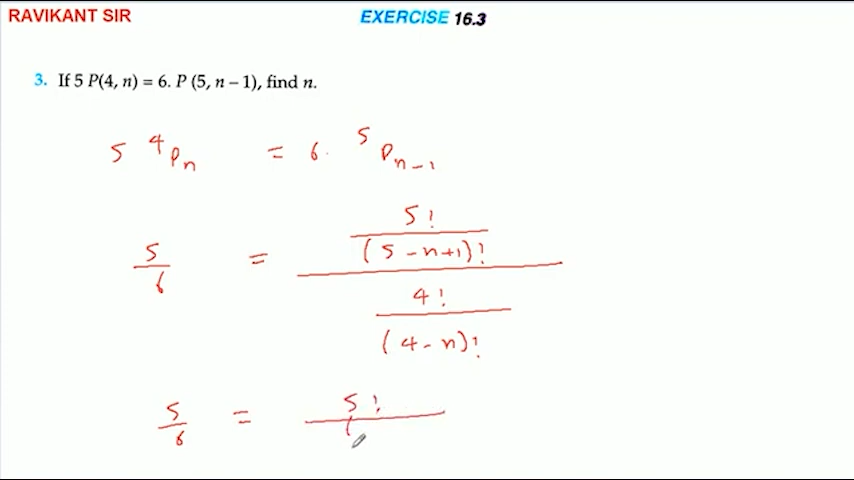 RAVIKANT SIR
EXERCISE 16.3
3. If 5 P(4, n) = 6. P (5, n – 1), find n.
5 ⁴Pₙ = 6. ⁵Pₙ₋₁
5!
(5 - n+1)!
5/6 =
4!
(4 - n)!
5/6 = 5!
(